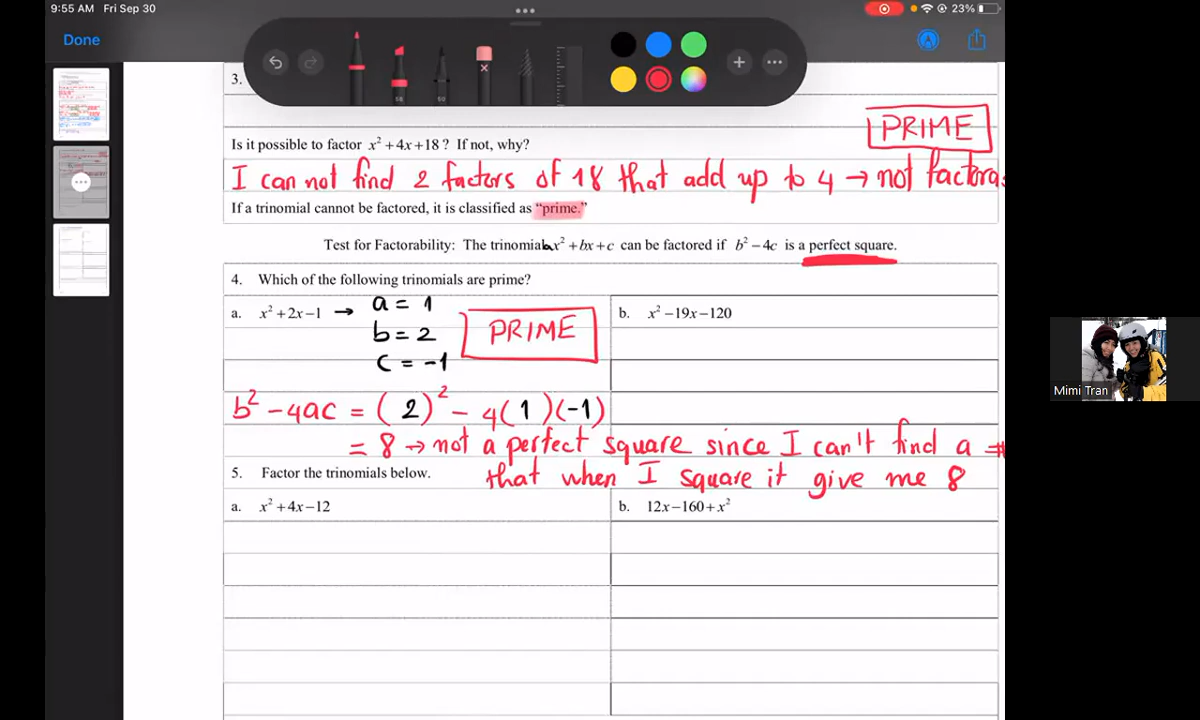 9:55 AM Fri Sep 30
23%
Done
3.
PRIME
Is it possible to factor x² + 4x + 18? If not, why?
I can not find 2 factors of 18 that add up to 4 → not factora
If a trinomial cannot be factored, it is classified as “prime.”
Test for Factorability: The trinomial ax² + bx + c can be factored if b² − 4c is a perfect square.
4. Which of the following trinomials are prime?
a. x² + 2x − 1 → a = 1
b = 2
c = −1
PRIME
b. x² − 19x − 120
b² − 4ac = (2)² − 4(1)(−1)
= 8 → not a perfect square since I can't find a #
that when I square it give me 8
5. Factor the trinomials below.
a. x² + 4x − 12
b. 12x − 160 + x²
Mimi Tran